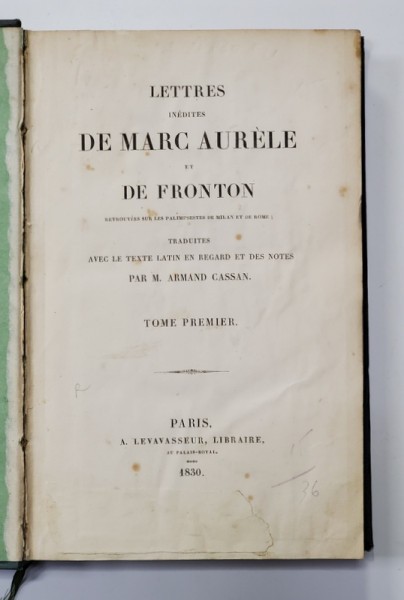 LETTRES
INÉDITES
DE MARC AURÈLE
ET
DE FRONTON
RETROUVÉES SUR LES PALIMPSESTES DE MILAN ET DE ROME;
TRADUITES
AVEC LE TEXTE LATIN EN REGARD ET DES NOTES
PAR M. ARMAND CASSAN.
TOME PREMIER.
PARIS,
A. LEVAVASSEUR, LIBRAIRE,
AU PALAIS-ROYAL.
1830.
36